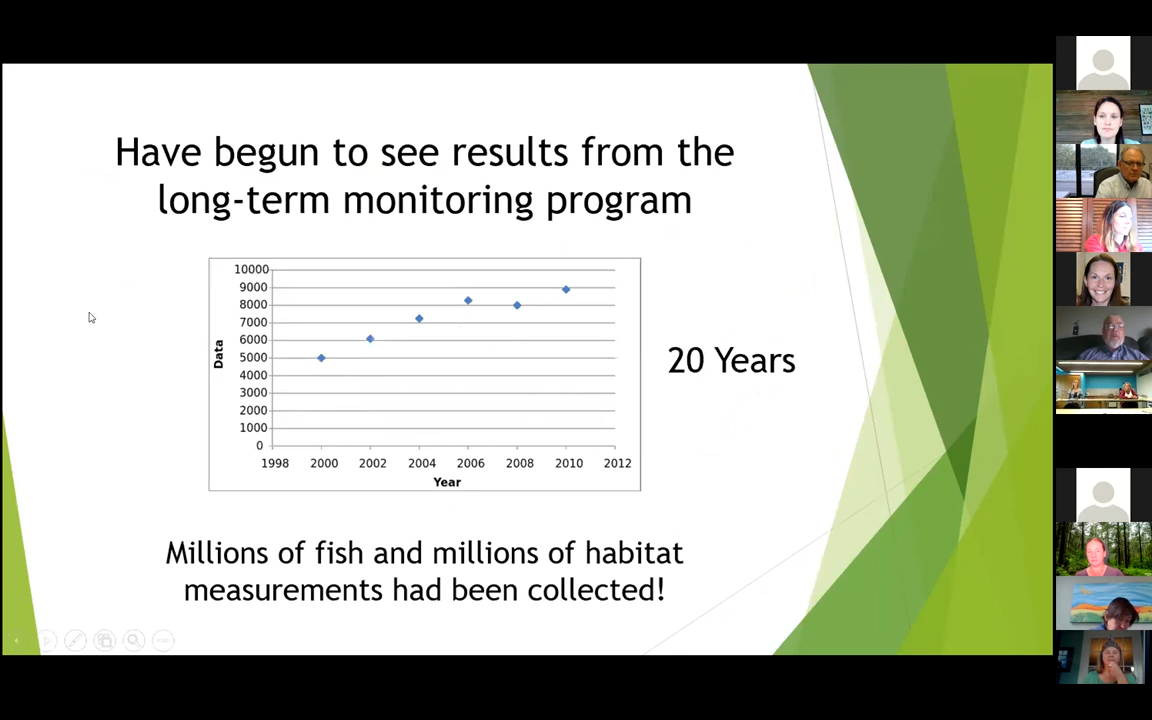 Have begun to see results from the
long-term monitoring program
10000
9000
8000
7000
6000
5000
4000
3000
2000
1000
0
Data
1998 2000 2002 2004 2006 2008 2010 2012
Year
20 Years
Millions of fish and millions of habitat
measurements had been collected!